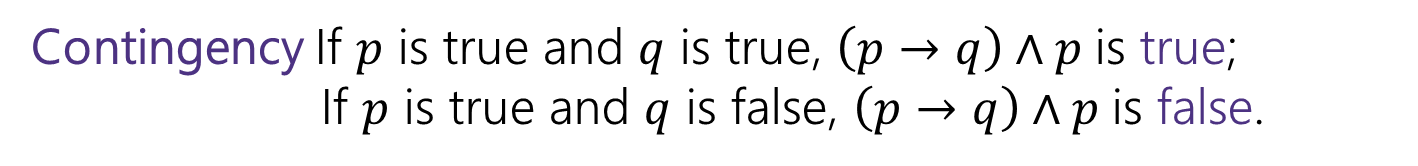 Contingency If p is true and q is true, (p → q) ∧ p is true;
If p is true and q is false, (p → q) ∧ p is false.